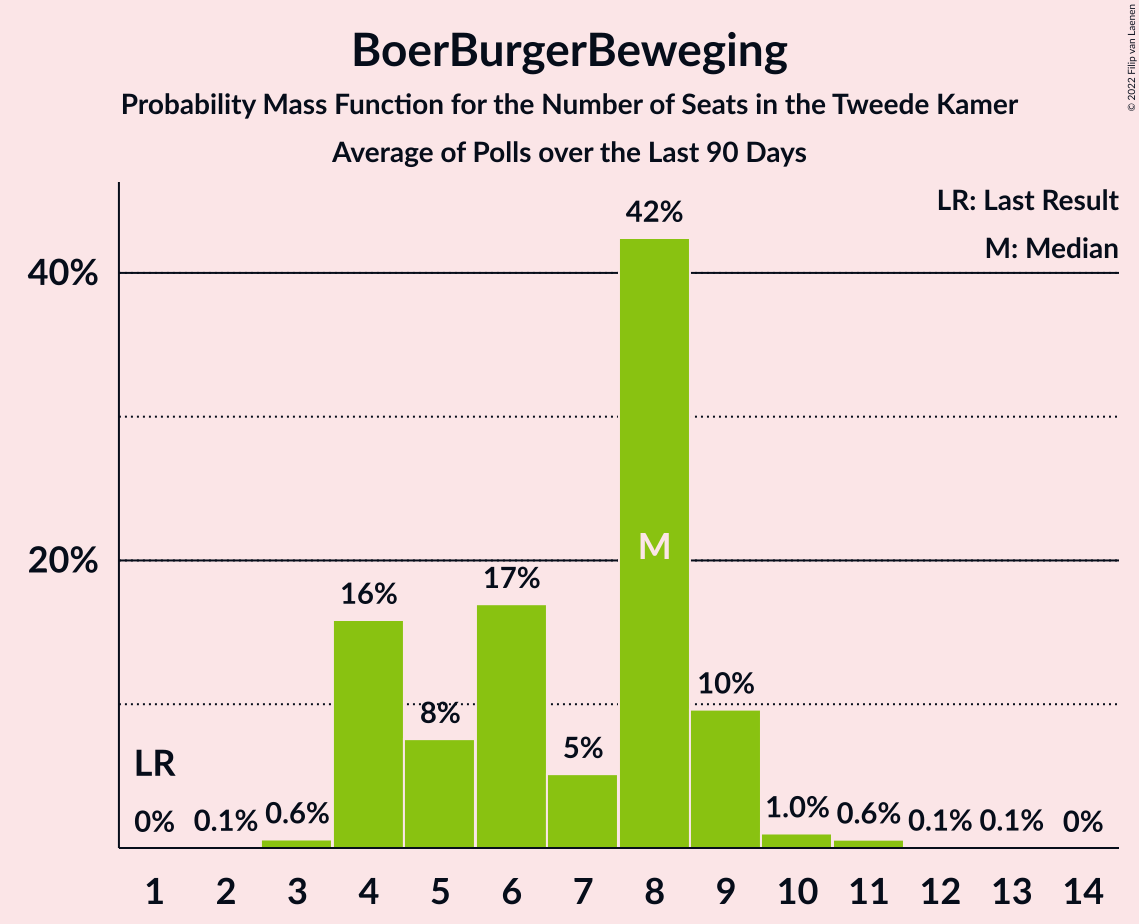 BoerBurgerBeweging
Probability Mass Function for the Number of Seats in the Tweede Kamer
Average of Polls over the Last 90 Days
© 2022 Filip van Laenen
LR: Last Result
M: Median
40%
20%
LR
0%
0.1%
0.6%
16%
8%
17%
5%
42%
M
10%
1.0%
0.6%
0.1%
0.1%
0%
1 2 3 4 5 6 7 8 9 10 11 12 13 14